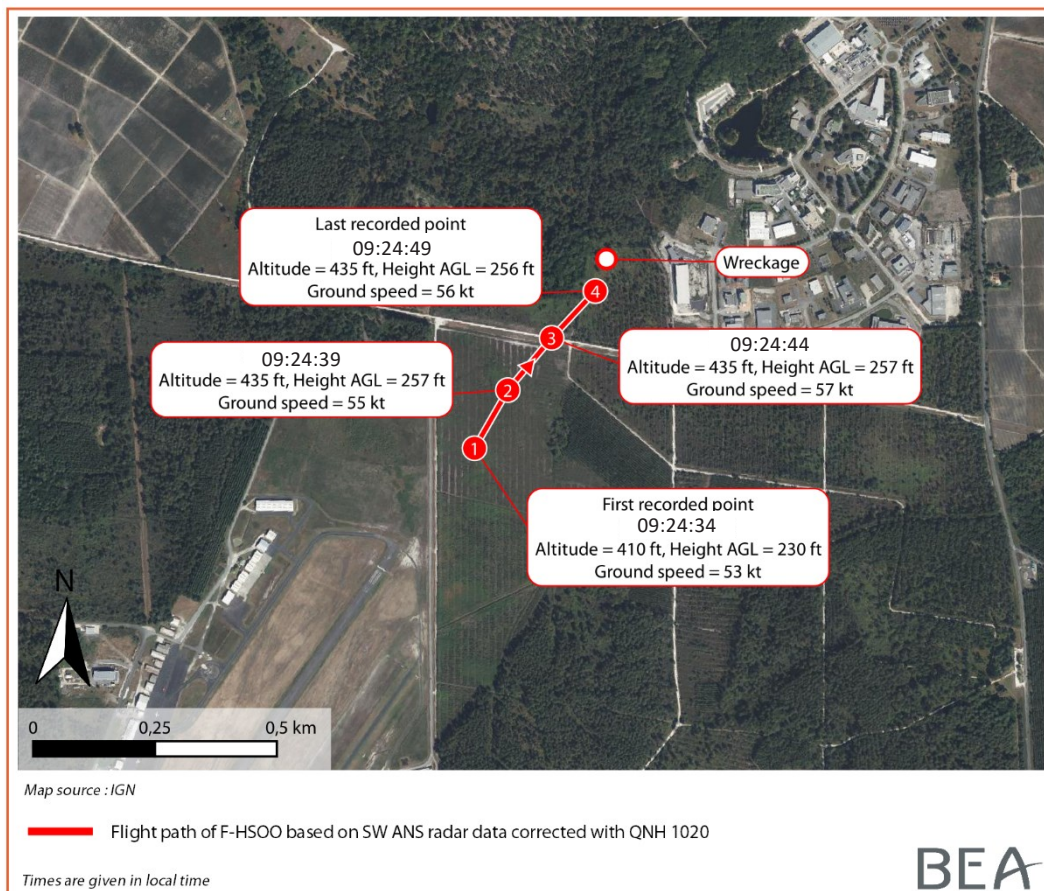 Last recorded point
09:24:49
Altitude = 435 ft, Height AGL = 256 ft
Ground speed = 56 kt
Wreckage
4
3
09:24:39
Altitude = 435 ft, Height AGL = 257 ft
Ground speed = 55 kt
09:24:44
Altitude = 435 ft, Height AGL = 257 ft
Ground speed = 57 kt
2
1
First recorded point
09:24:34
Altitude = 410 ft, Height AGL = 230 ft
Ground speed = 53 kt
N
0 0,25 0,5 km
Map source : IGN
Flight path of F-HSOO based on SW ANS radar data corrected with QNH 1020
Times are given in local time
BEA